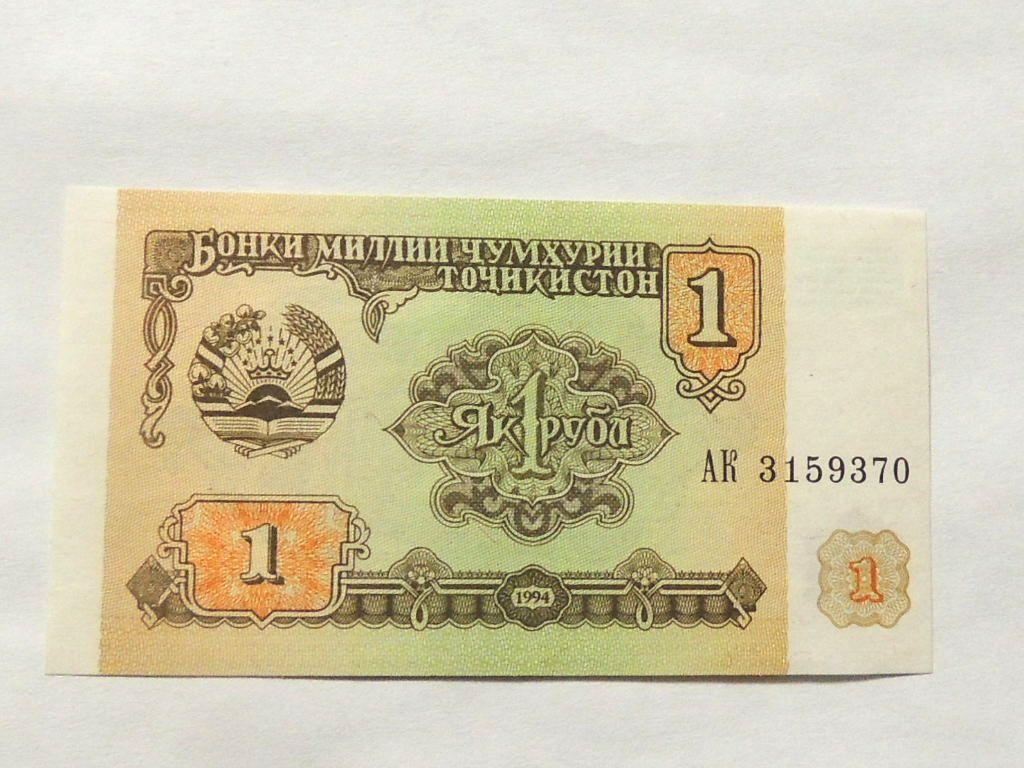 Бонки миллии Ҷумҳурии
Тоҷикистон
1
1
Як рубл
АК 3159370
1
1994
1